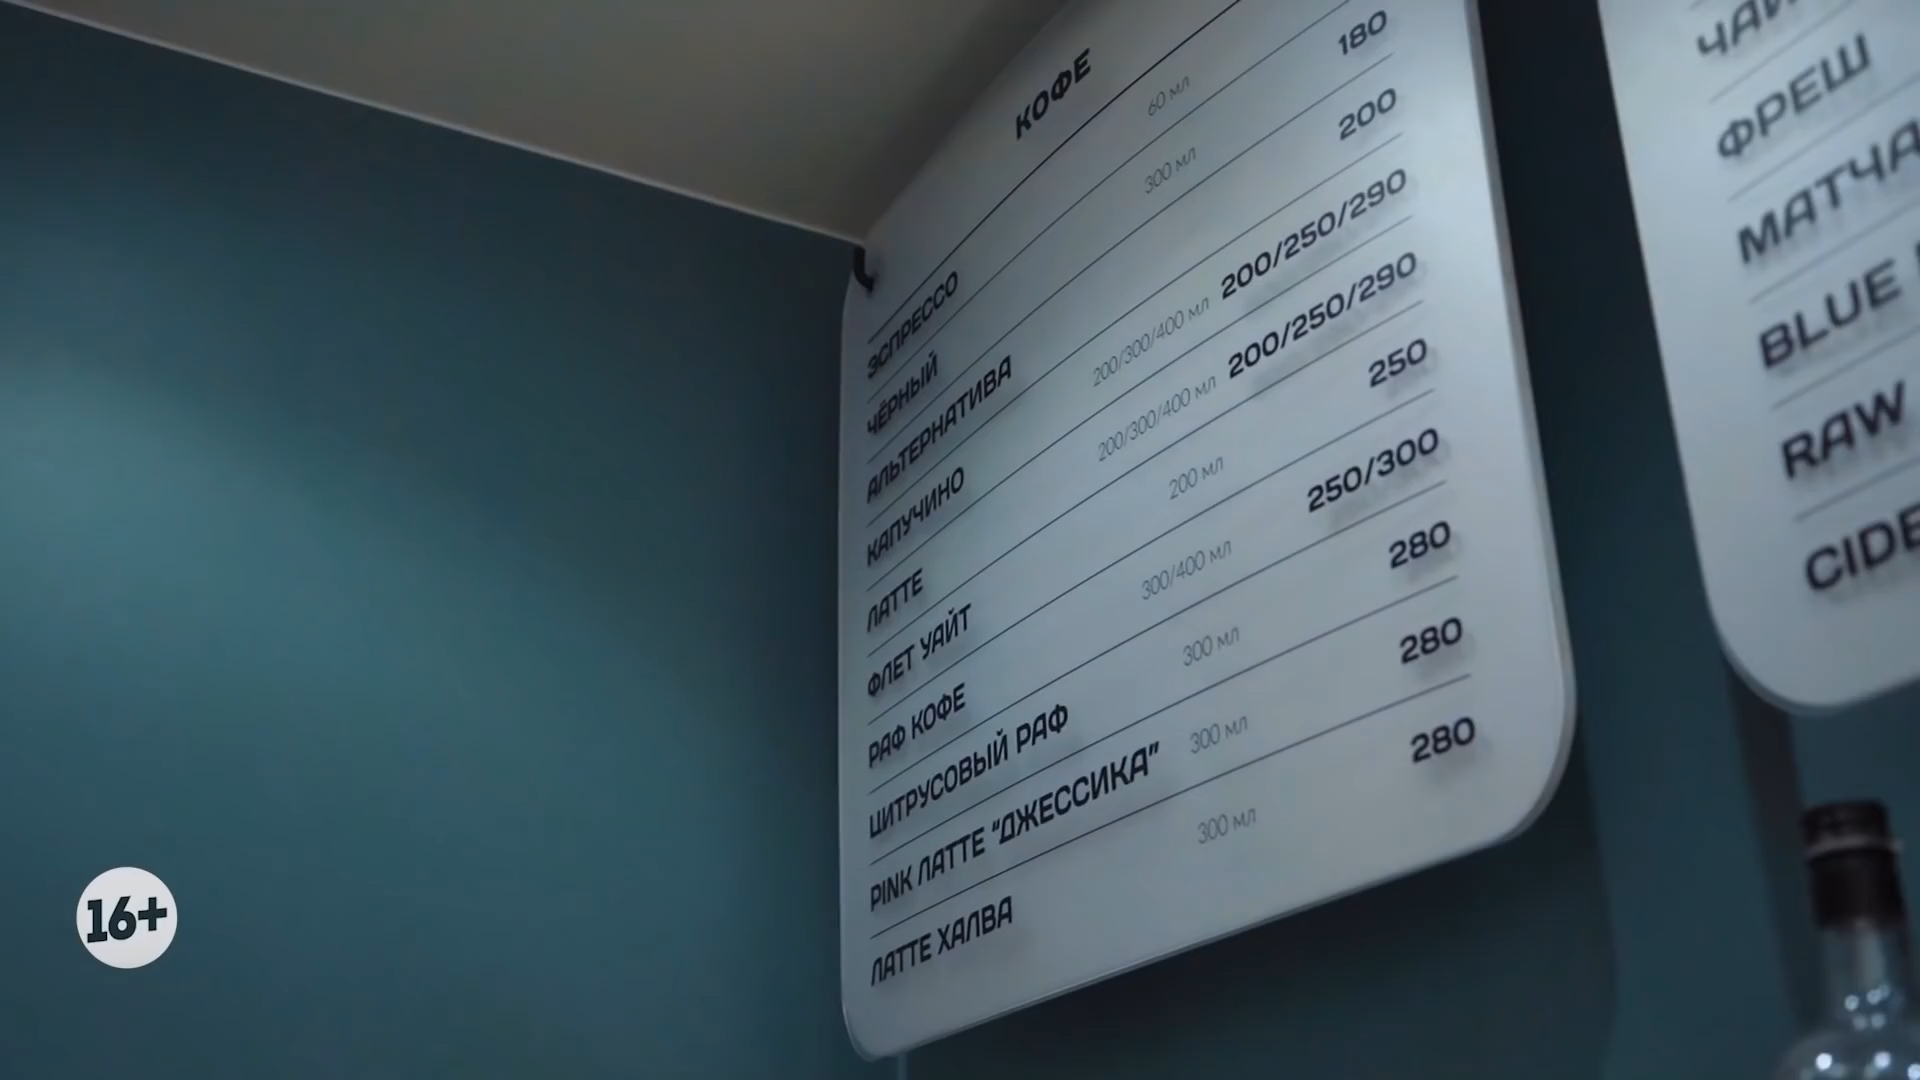 КОФЕ
ЭСПРЕССО 60 мл
ЧЁРНЫЙ 300 мл 180
АЛЬТЕРНАТИВА 200
КАПУЧИНО 200/300/400 мл 200/250/290
ЛАТТЕ 200/300/400 мл 200/250/290
ФЛЕТ УАЙТ 200 мл 250
РАФ КОФЕ 300/400 мл 250/300
ЦИТРУСОВЫЙ РАФ 300 мл 280
PINK ЛАТТЕ "ДЖЕССИКА" 300 мл 280
ЛАТТЕ ХАЛВА 300 мл 280
ФРЕШ
МАТЧА
BLUE
RAW
16+